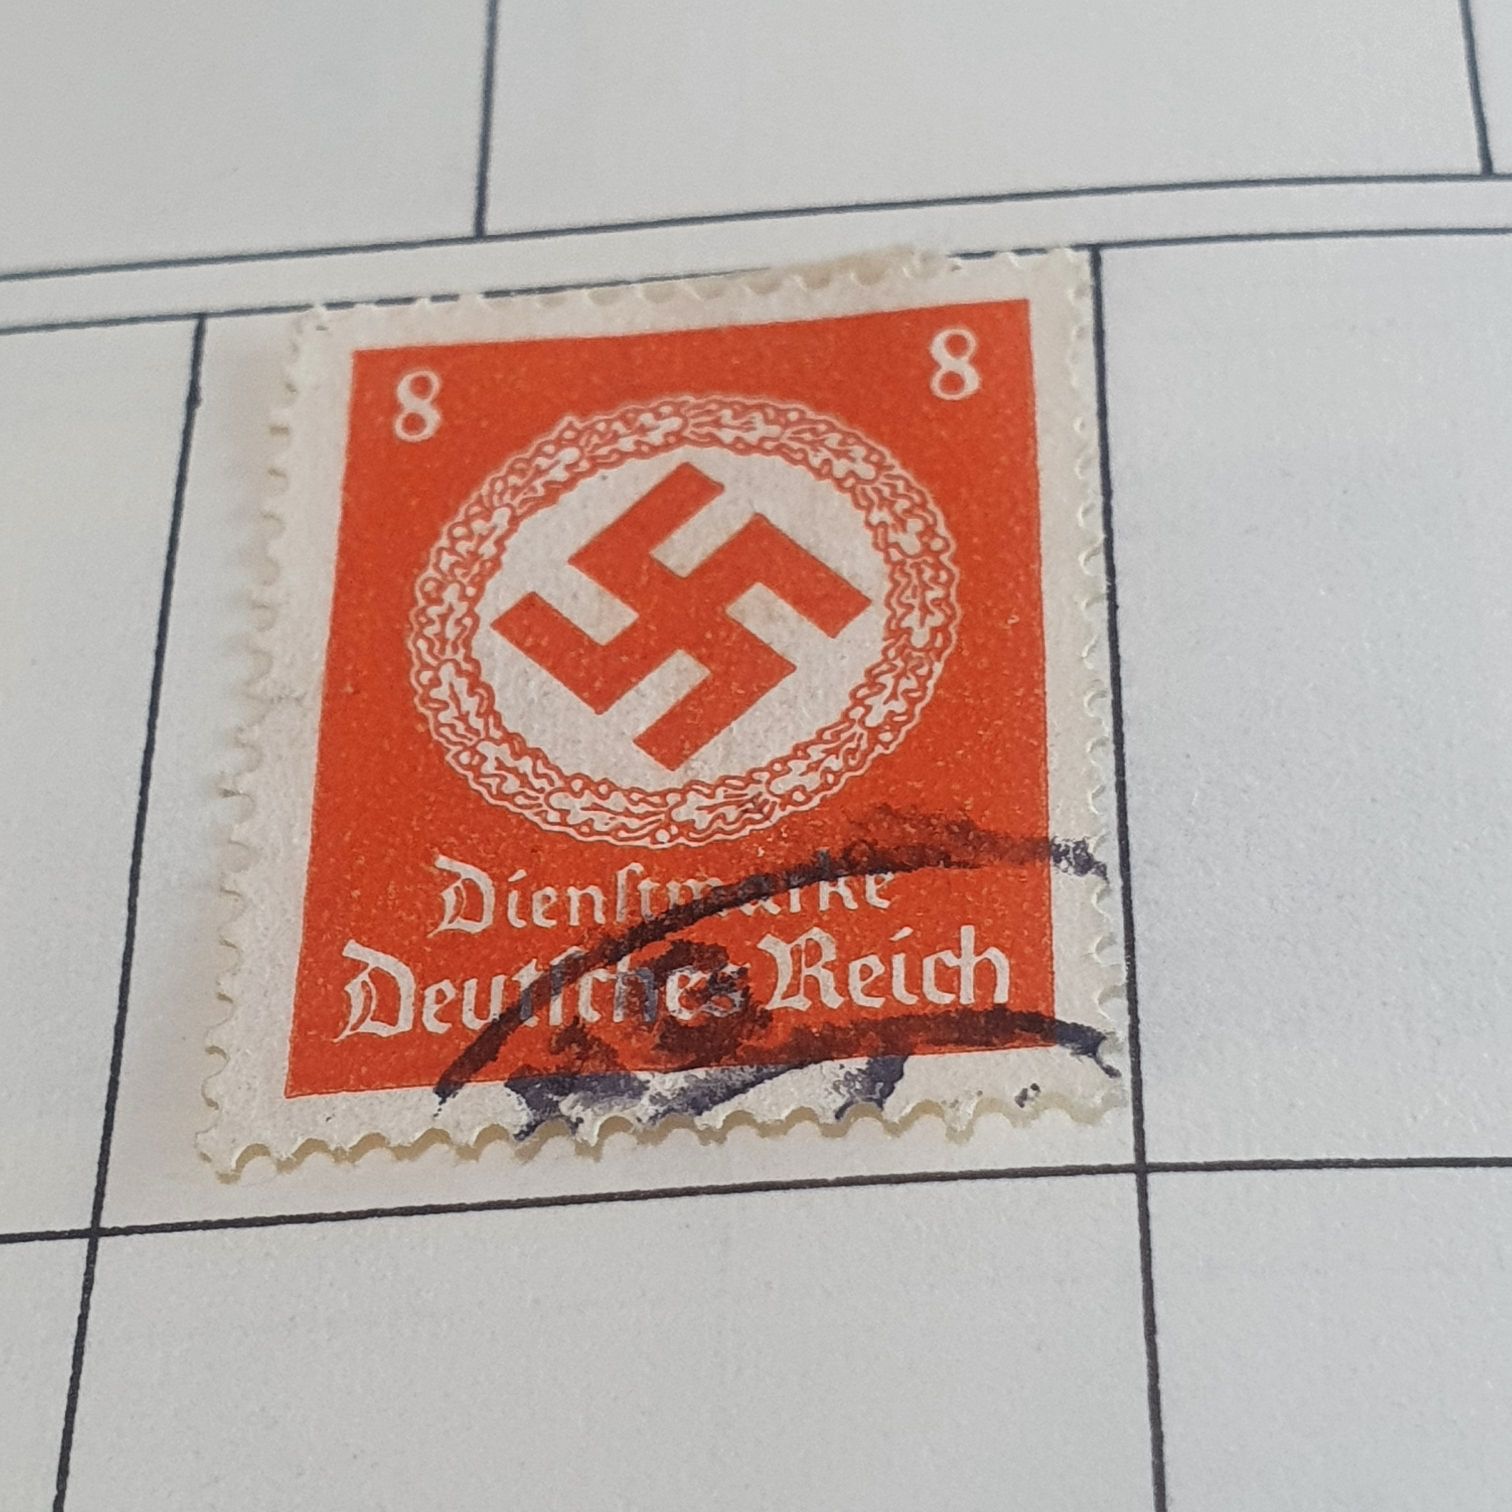 8 8
Dienſtmarke
Deutſches Reich